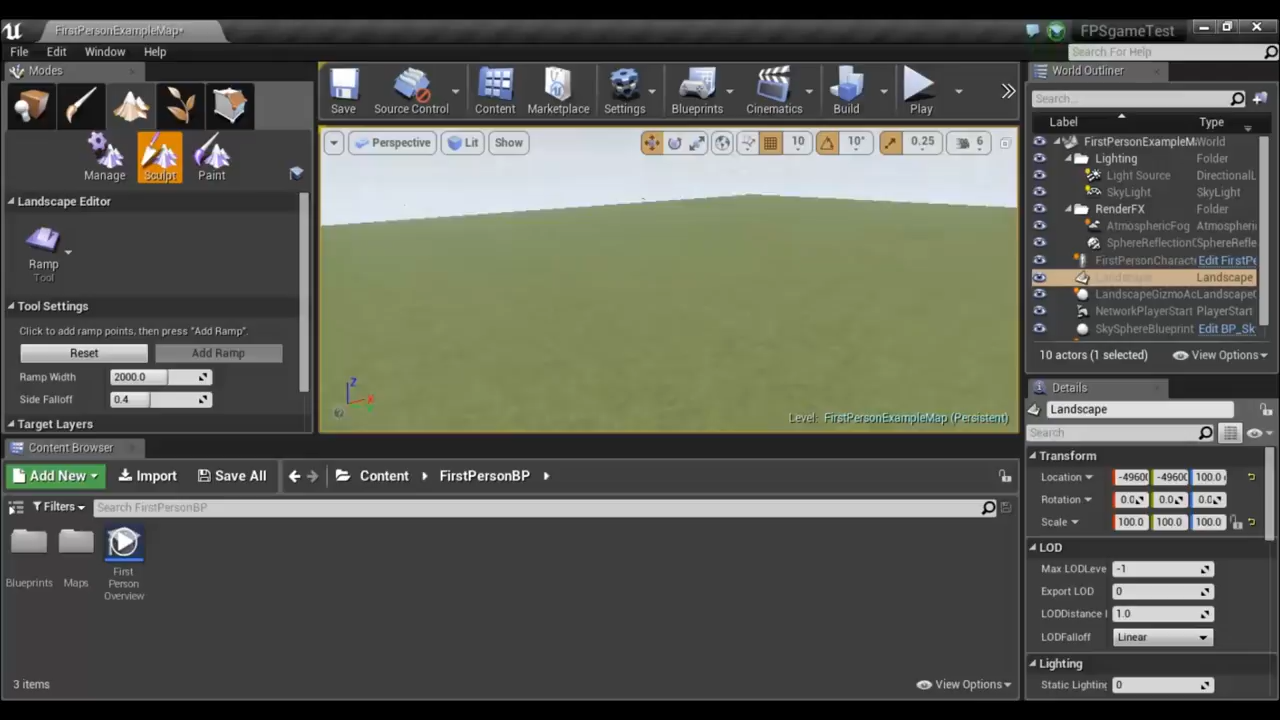 FirstPersonExampleMap*
FPSgameTest
File Edit Window Help
Search For Help
Modes
Save
Source Control
Content
Marketplace
Settings
Blueprints
Cinematics
Build
Play
World Outliner
Search...
Label Type
Manage
Sculpt
Paint
Perspective
Lit
Show
10
10°
0.25
6
FirstPersonExampleMa World
Lighting Folder
Light Source DirectionalL
SkyLight SkyLight
RenderFX Folder
AtmosphericFog Atmospheric
SphereReflectionC SphereRefle
FirstPersonCharact Edit FirstPe
Landscape Landscape
LandscapeGizmoAc LandscapeG
NetworkPlayerStart PlayerStart
SkySphereBlueprint Edit BP_Sk
10 actors (1 selected)
View Options
Landscape Editor
Ramp
Tool
Tool Settings
Click to add ramp points, then press "Add Ramp".
Reset
Add Ramp
Ramp Width 2000.0
Side Falloff 0.4
Target Layers
Z
X
Level: FirstPersonExampleMap (Persistent)
Details
Landscape
Search
Transform
Location -4960 -4960 100.0
Rotation 0.0 0.0 0.0
Scale 100.0 100.0 100.0
LOD
Max LODLeve -1
Export LOD 0
LODDistance 1.0
LODFalloff Linear
Lighting
Static Lighting 0
Content Browser
Add New
Import
Save All
Content
FirstPersonBP
Filters
Search FirstPersonBP
Blueprints
Maps
First
Person
Overview
3 items
View Options